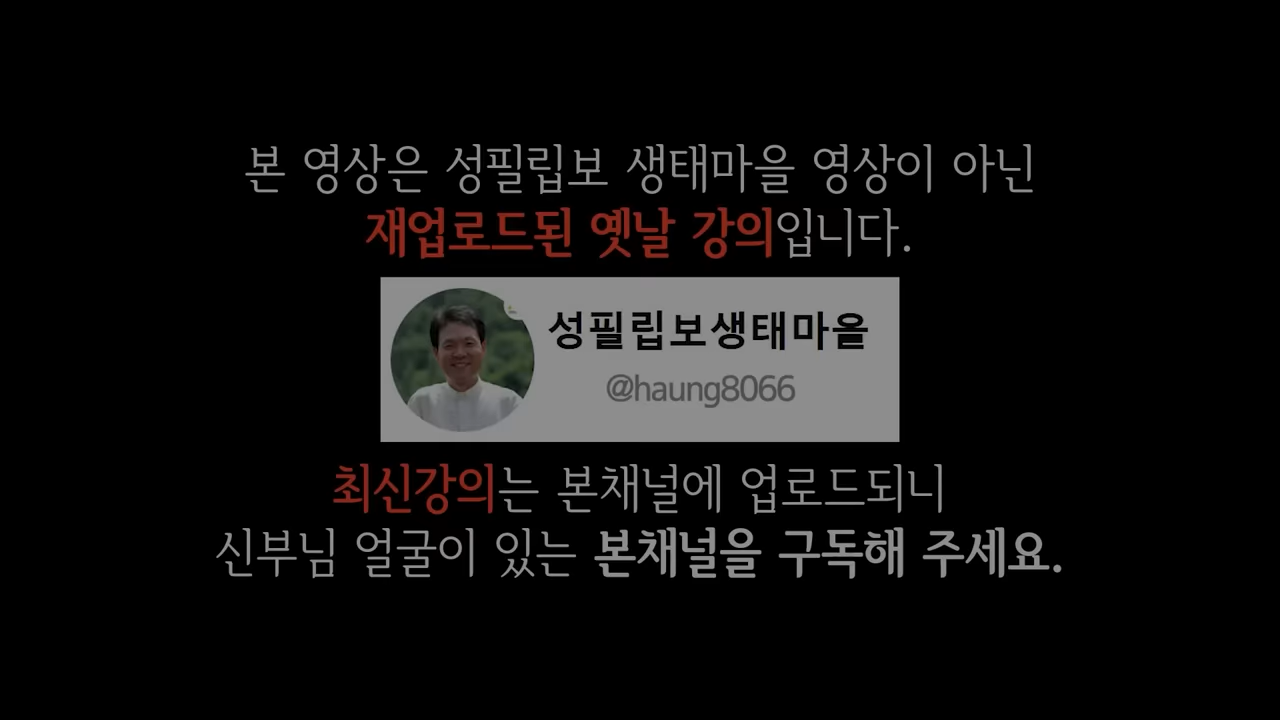 본 영상은 성필립보 생태마을 영상이 아닌
재업로드된 옛날 강의입니다.
성필립보생태마을
@haung8066
최신강의는 본채널에 업로드되니
신부님 얼굴이 있는 본채널을 구독해 주세요.